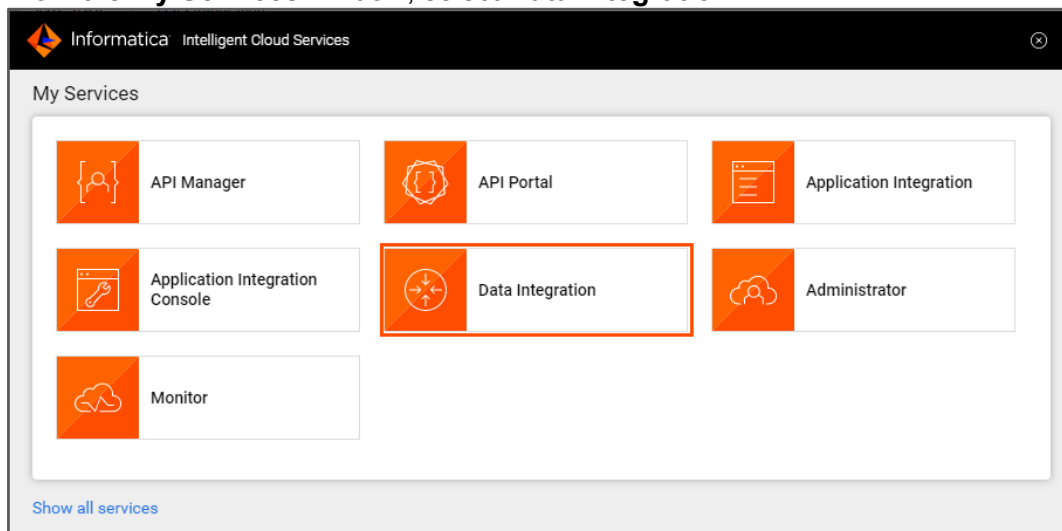 Informatica Intelligent Cloud Services
My Services
API Manager
API Portal
Application Integration
Application Integration
Console
Data Integration
Administrator
Monitor
Show all services